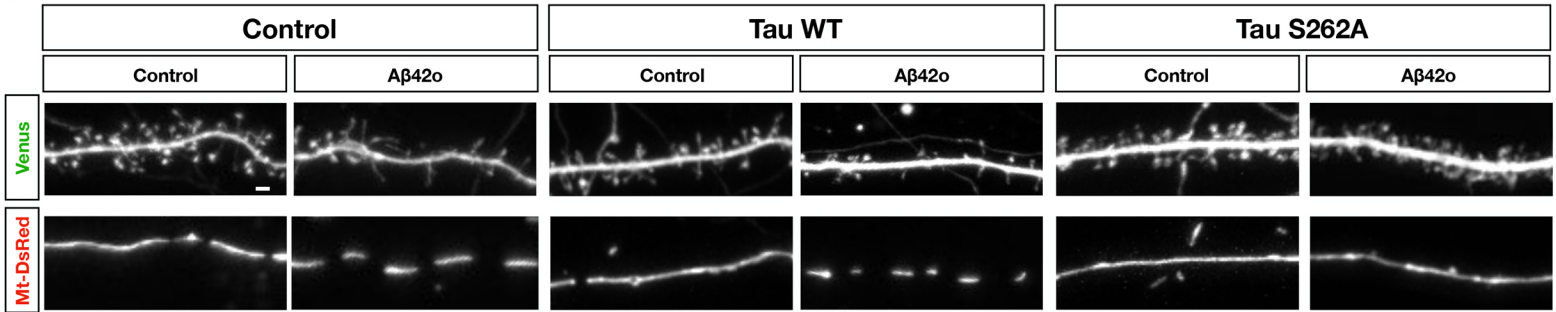 Control Tau WT Tau S262A
Control Aβ42o Control Aβ42o Control Aβ42o
Venus
Mt-DsRed